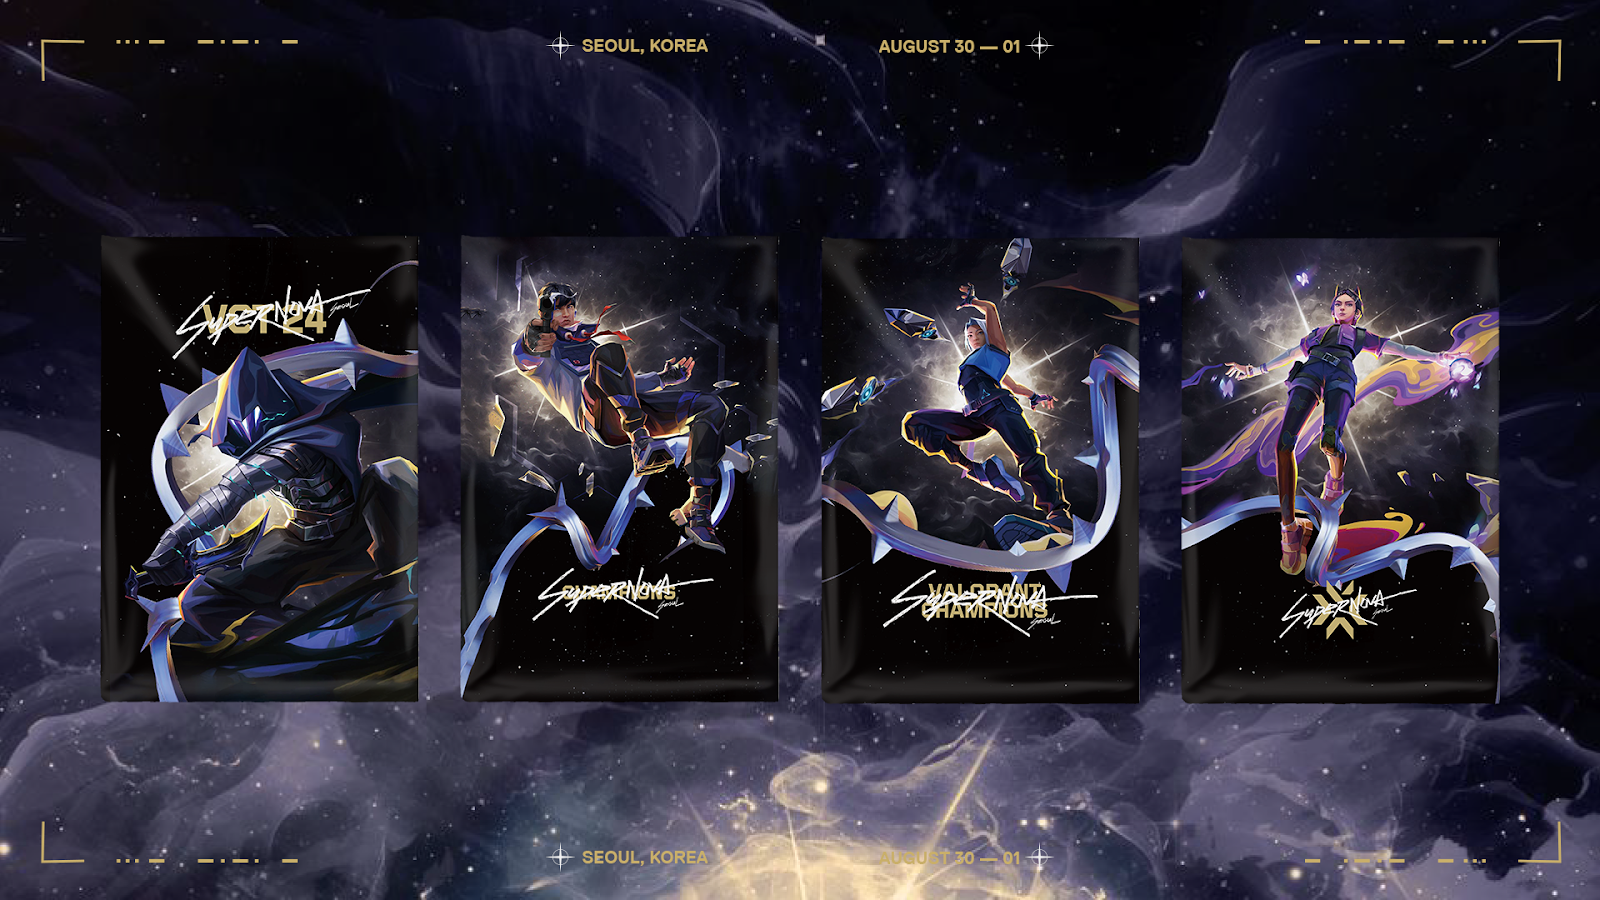 SEOUL, KOREA
AUGUST 30 — 01
VCT 24
SUPERNOVA
Seoul
CHAMPIONS
SUPERNOVA
Seoul
VALORANT
CHAMPIONS
SUPERNOVA
Seoul
SUPERNOVA
Seoul
SEOUL, KOREA
AUGUST 30 — 01